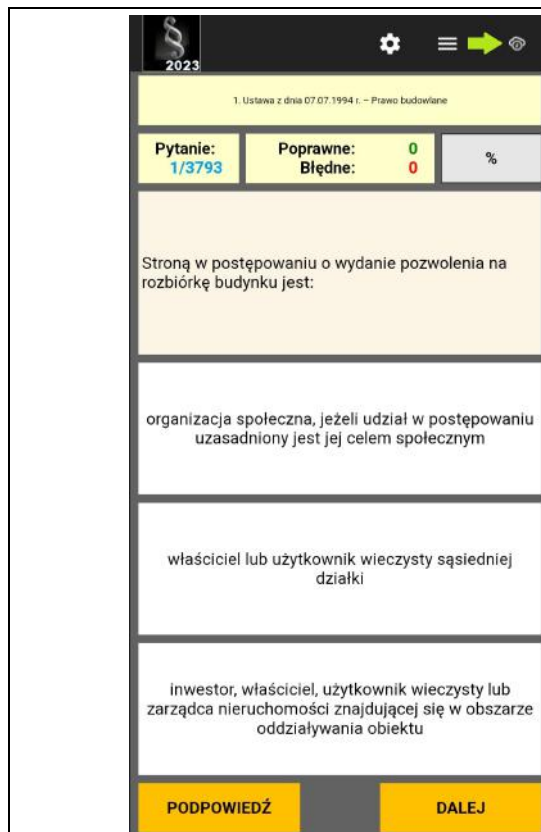 §
2023
1. Ustawa z dnia 07.07.1994 r. – Prawo budowlane
Pytanie:
1/3793
Poprawne: 0
Błędne: 0
%
Stroną w postępowaniu o wydanie pozwolenia na
rozbiórkę budynku jest:
organizacja społeczna, jeżeli udział w postępowaniu
uzasadniony jest jej celem społecznym
właściciel lub użytkownik wieczysty sąsiedniej
działki
inwestor, właściciel, użytkownik wieczysty lub
zarządca nieruchomości znajdującej się w obszarze
oddziaływania obiektu
PODPOWIEDŹ
DALEJ